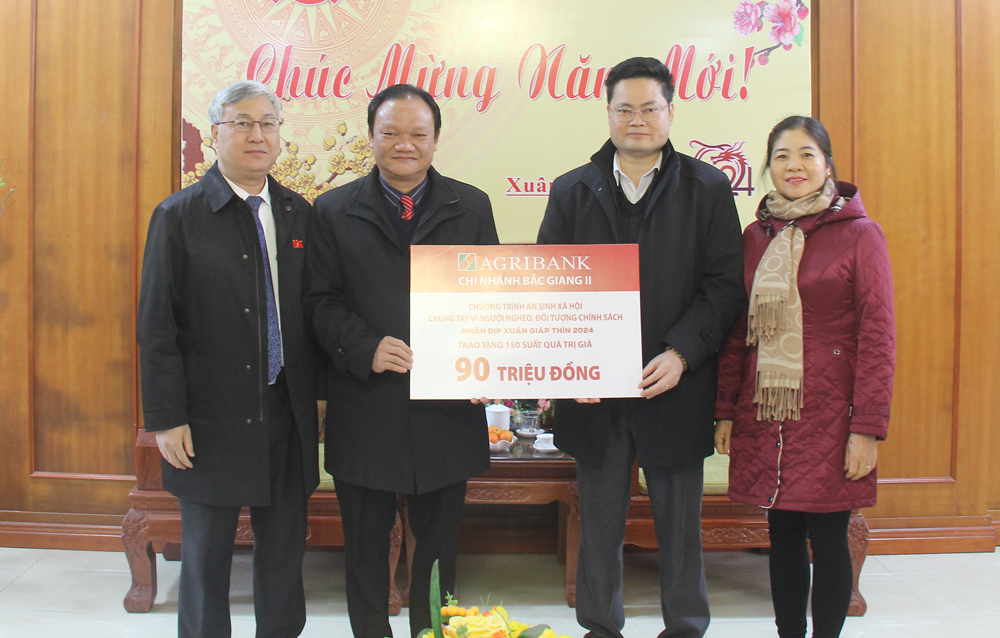 Chúc Mừng Năm Mới!
Xuân
24
AGRIBANK
CHI NHÁNH BẮC GIANG II
CHƯƠNG TRÌNH AN SINH XÃ HỘI
CHUNG TAY VÌ NGƯỜI NGHÈO, ĐỐI TƯỢNG CHÍNH SÁCH
NHÂN DỊP XUÂN GIÁP THÌN 2024
TRAO TẶNG 150 SUẤT QUÀ TRỊ GIÁ
90 TRIỆU ĐỒNG